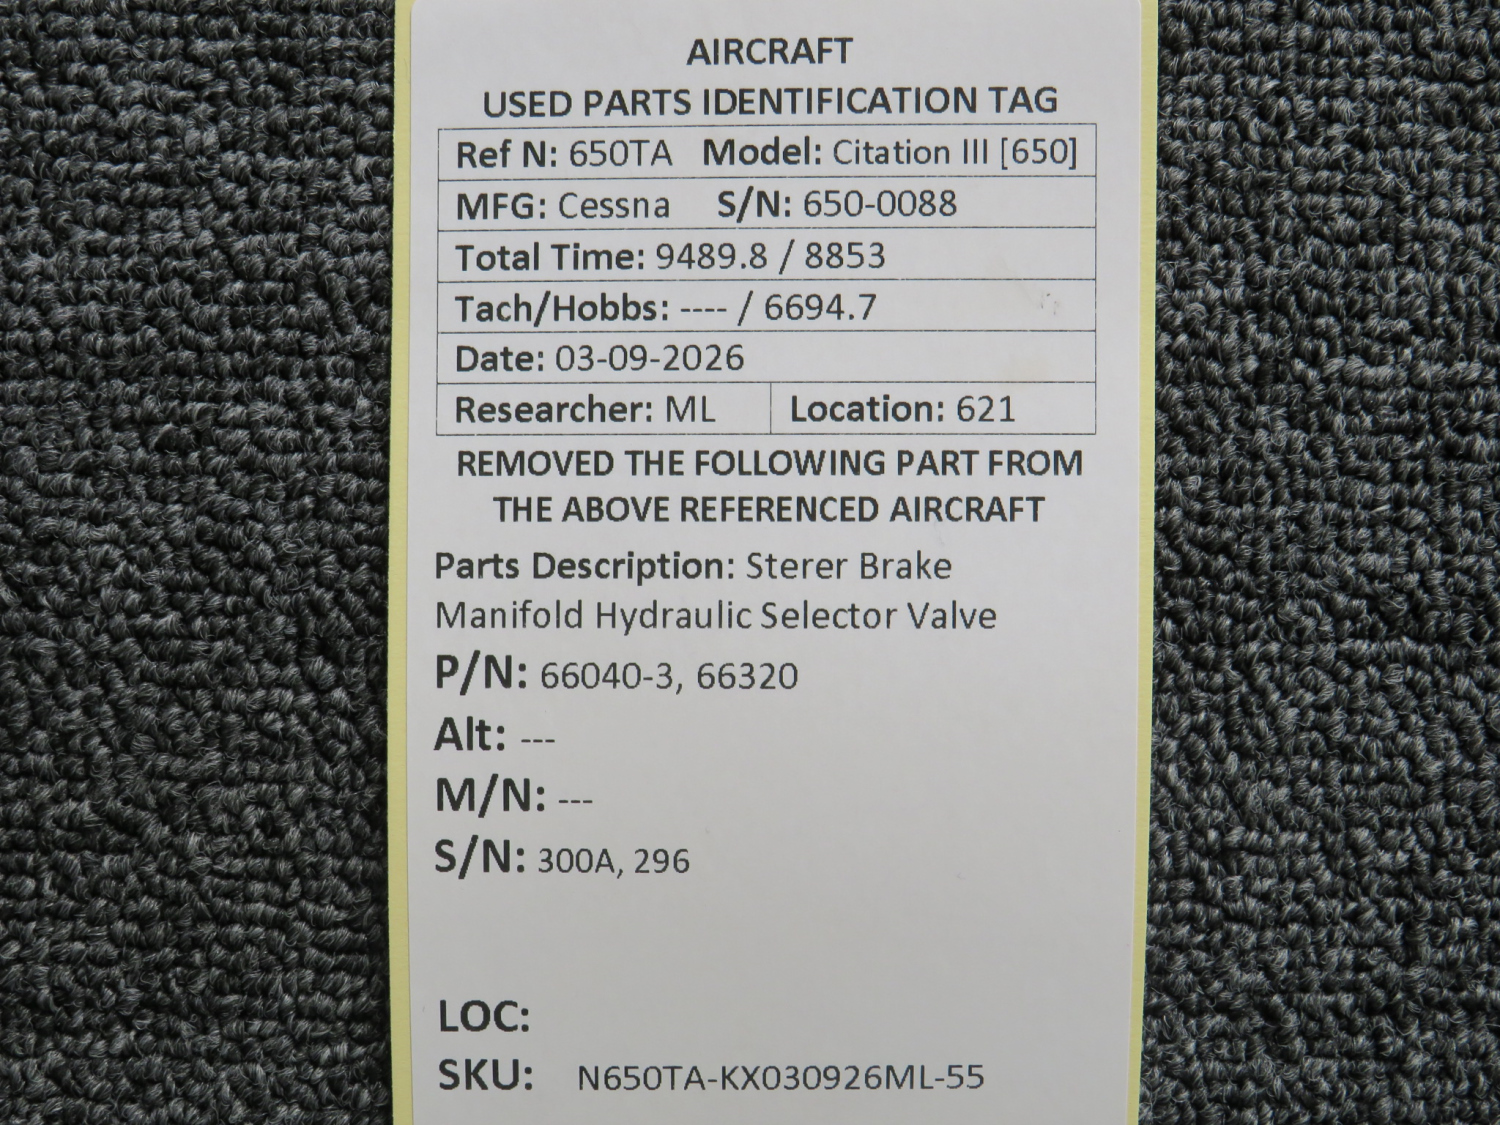 AIRCRAFT
USED PARTS IDENTIFICATION TAG
Ref N: 650TA Model: Citation III [650]
MFG: Cessna S/N: 650-0088
Total Time: 9489.8 / 8853
Tach/Hobbs: ---- / 6694.7
Date: 03-09-2026
Researcher: ML Location: 621
REMOVED THE FOLLOWING PART FROM
THE ABOVE REFERENCED AIRCRAFT
Parts Description: Sterer Brake
Manifold Hydraulic Selector Valve
P/N: 66040-3, 66320
Alt: ---
M/N: ---
S/N: 300A, 296
LOC:
SKU: N650TA-KX030926ML-55